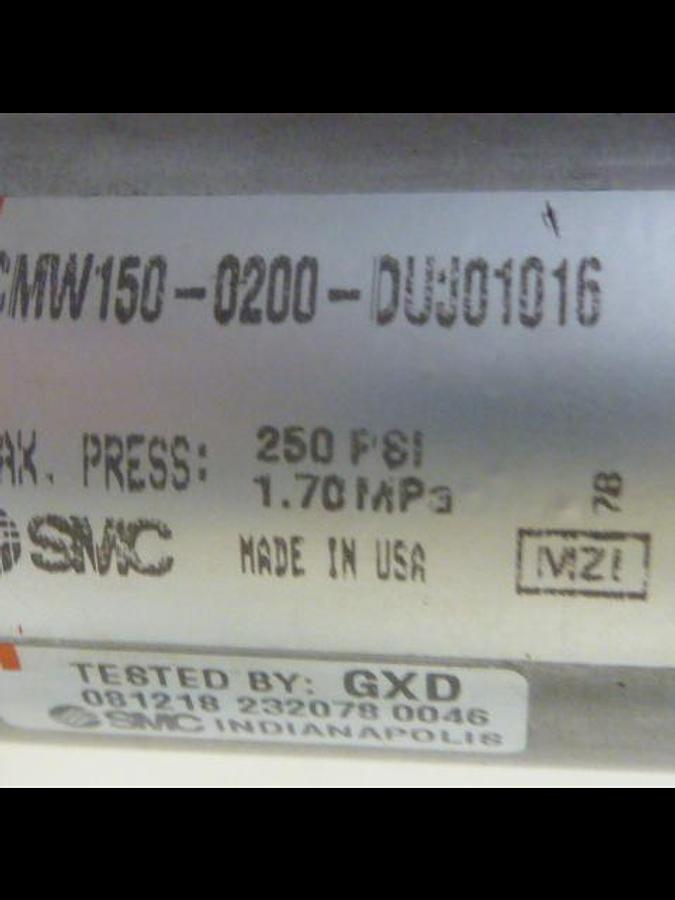 CMW150-0200-DUJ01016
AX. PRESS: 250 PSI
1.70 MPa
78
SMC MADE IN USA MZI
TESTED BY: GXD
081218 232078 0046
SMC INDIANAPOLIS